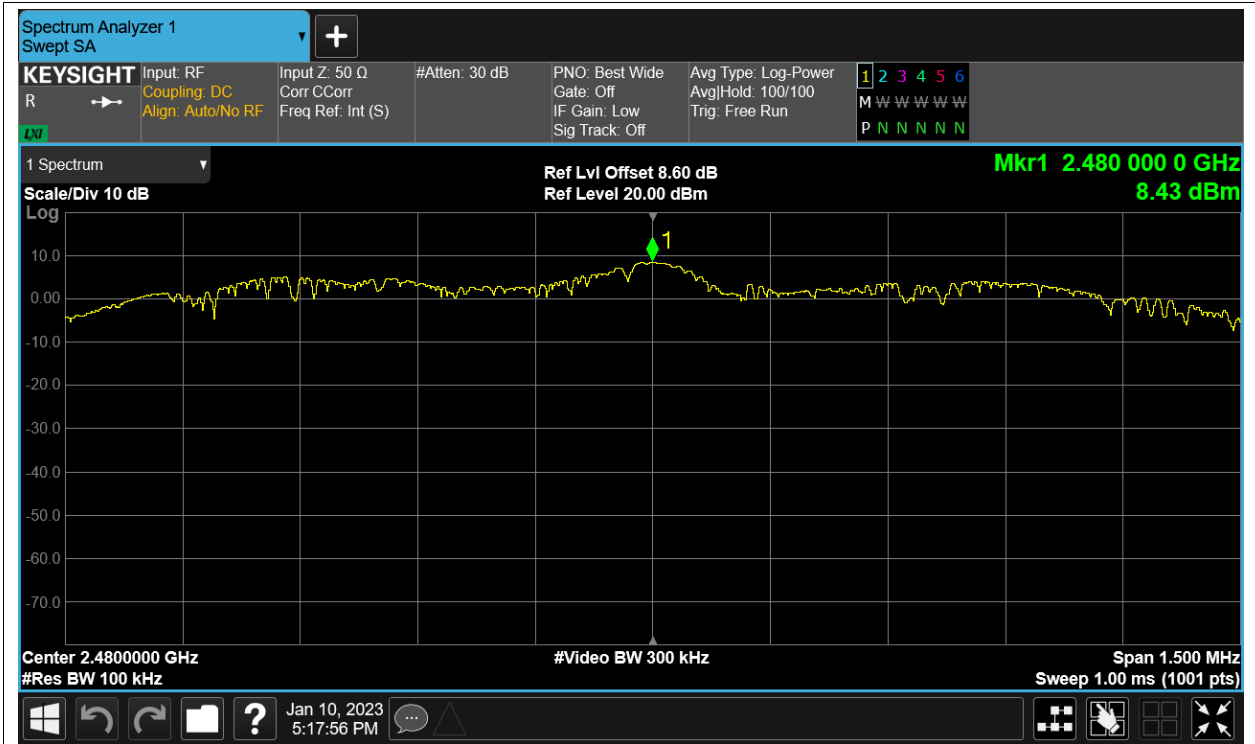 Spectrum Analyzer 1
Swept SA
KEYSIGHT
R
LXI
Input: RF
Coupling: DC
Align: Auto/No RF
Input Z: 50 Ω
Corr CCorr
Freq Ref: Int (S)
#Atten: 30 dB
PNO: Best Wide
Gate: Off
IF Gain: Low
Sig Track: Off
Avg Type: Log-Power
Avg|Hold: 100/100
Trig: Free Run
1 2 3 4 5 6
M W W W W W
P N N N N N
1 Spectrum
Scale/Div 10 dB
Log
Ref Lvl Offset 8.60 dB
Ref Level 20.00 dBm
Mkr1 2.480 000 0 GHz
8.43 dBm
1
10.0
0.00
-10.0
-20.0
-30.0
-40.0
-50.0
-60.0
-70.0
Center 2.4800000 GHz
#Res BW 100 kHz
#Video BW 300 kHz
Span 1.500 MHz
Sweep 1.00 ms (1001 pts)
?
Jan 10, 2023
5:17:56 PM